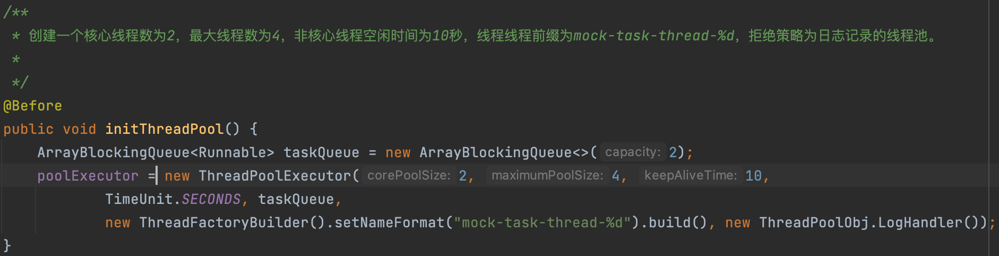 /**
 * 创建一个核心线程数为2，最大线程数为4，非核心线程空闲时间为10秒，线程线程前缀为mock-task-thread-%d，拒绝策略为日志记录的线程池。
 *
 */
@Before
public void initThreadPool() {
    ArrayBlockingQueue<Runnable> taskQueue = new ArrayBlockingQueue<>( capacity: 2);
    poolExecutor = new ThreadPoolExecutor( corePoolSize: 2, maximumPoolSize: 4, keepAliveTime: 10,
            TimeUnit.SECONDS, taskQueue,
            new ThreadFactoryBuilder().setNameFormat("mock-task-thread-%d").build(), new ThreadPoolObj.LogHandler());
}